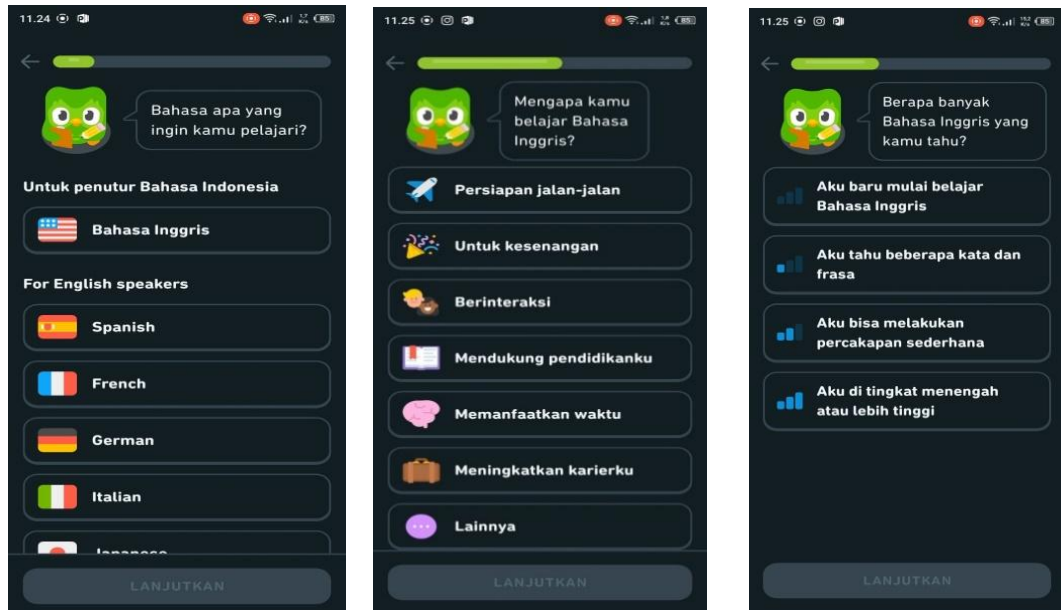 11.24
85
Bahasa apa yang
ingin kamu pelajari?
Untuk penutur Bahasa Indonesia
Bahasa Inggris
For English speakers
Spanish
French
German
Italian
Japanese
LANJUTKAN
11.25
85
Mengapa kamu
belajar Bahasa
Inggris?
Persiapan jalan-jalan
Untuk kesenangan
Berinteraksi
Mendukung pendidikanku
Memanfaatkan waktu
Meningkatkan karierku
Lainnya
LANJUTKAN
11.25
85
Berapa banyak
Bahasa Inggris yang
kamu tahu?
Aku baru mulai belajar
Bahasa Inggris
Aku tahu beberapa kata dan
frasa
Aku bisa melakukan
percakapan sederhana
Aku di tingkat menengah
atau lebih tinggi
LANJUTKAN